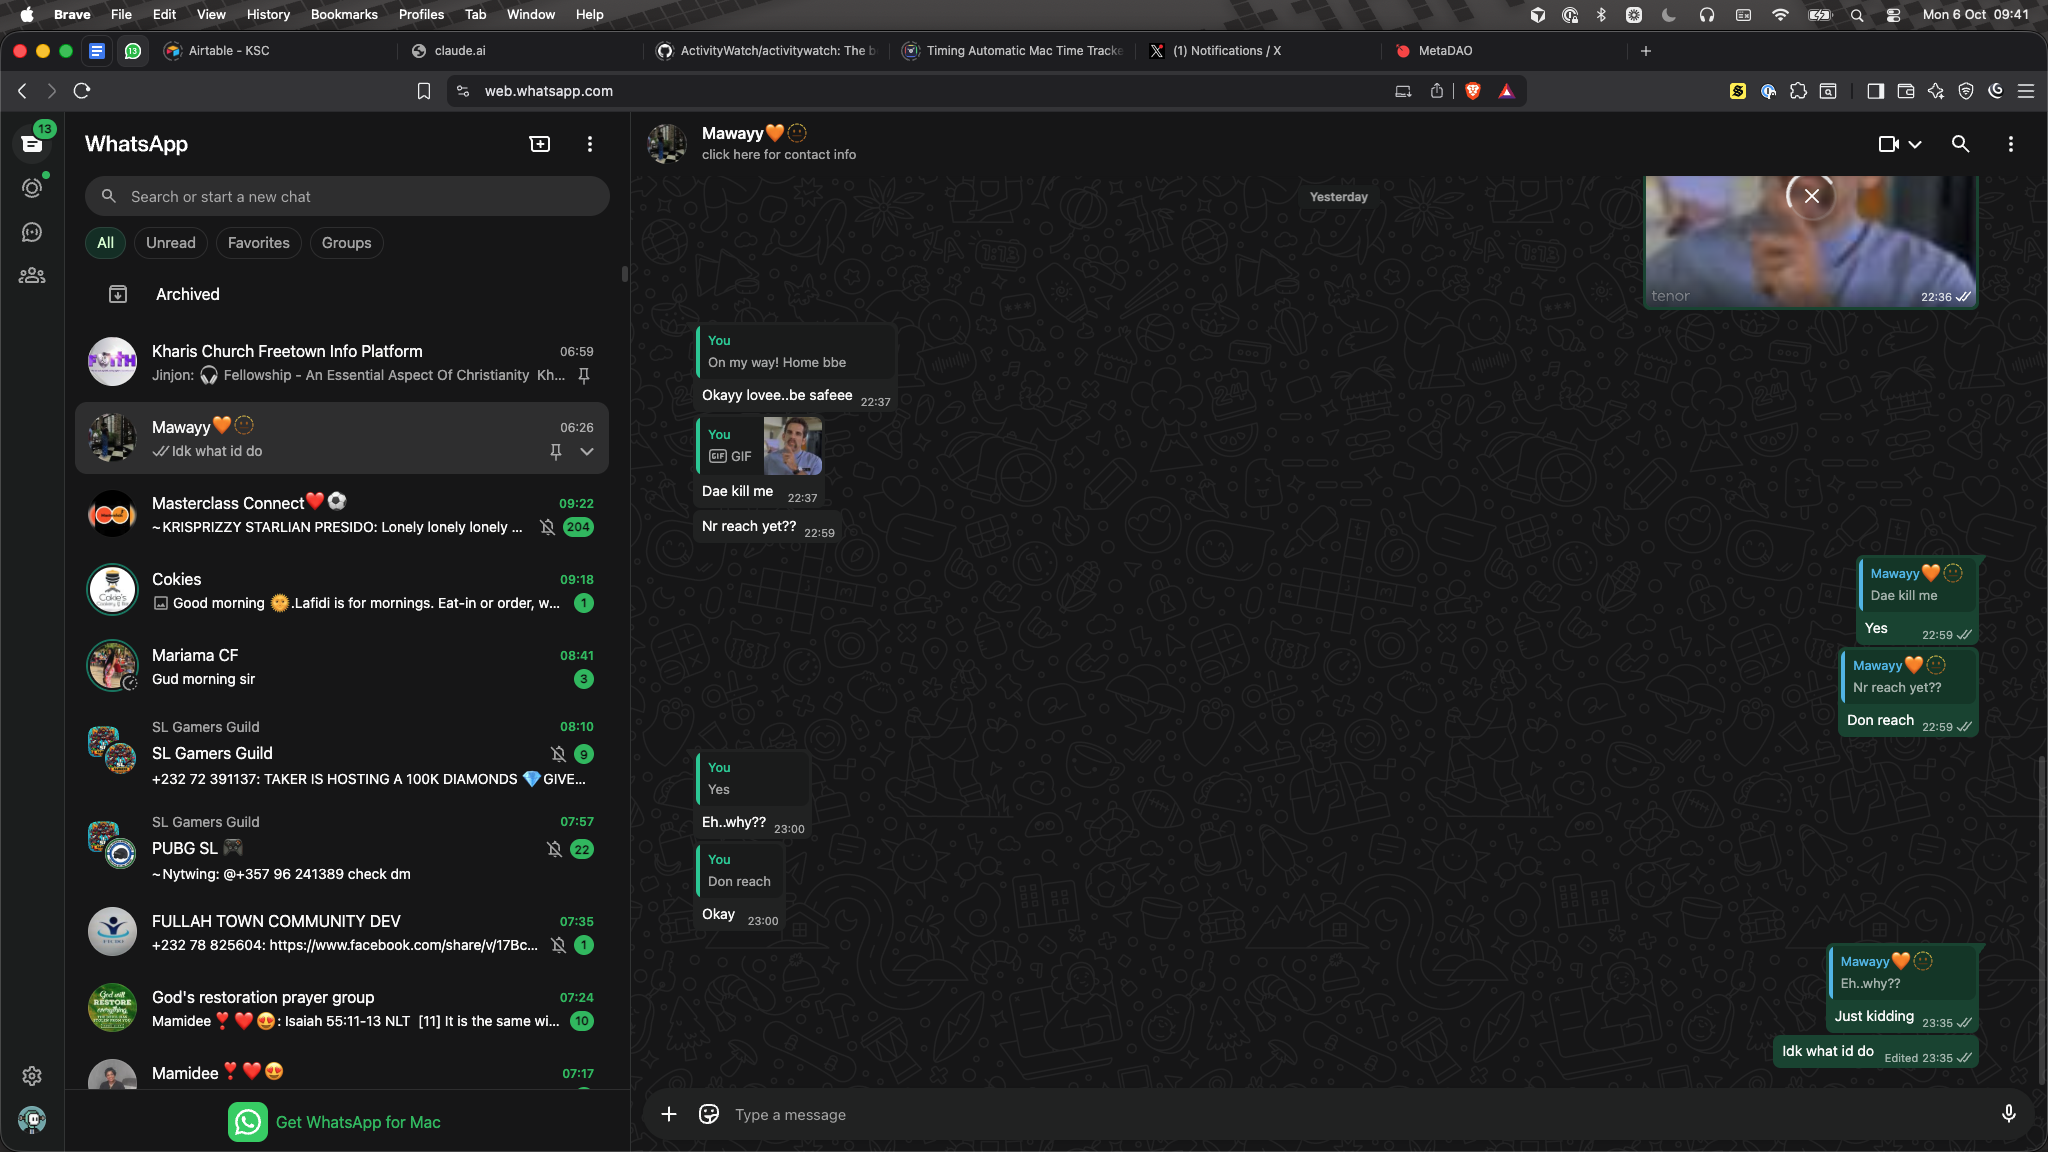 Brave File Edit View History Bookmarks Profiles Tab Window Help
Mon 6 Oct 09:41
13
Airtable - KSC
claude.ai
ActivityWatch/activitywatch: The b
Timing Automatic Mac Time Tracke
(1) Notifications / X
MetaDAO
web.whatsapp.com
13
WhatsApp
Search or start a new chat
All
Unread
Favorites
Groups
Archived
Kharis Church Freetown Info Platform
06:59
Jinjon: 🎧 Fellowship - An Essential Aspect Of Christianity Kh...
Mawayy🧡🫥
06:26
Idk what id do
Masterclass Connect❤️⚽
09:22
~KRISPRIZZY STARLIAN PRESIDO: Lonely lonely lonely ...
204
Cokies
09:18
Good morning 🌞.Lafidi is for mornings. Eat-in or order, w...
1
Mariama CF
08:41
Gud morning sir
3
SL Gamers Guild
08:10
SL Gamers Guild
9
+232 72 391137: TAKER IS HOSTING A 100K DIAMONDS 💎GIVE...
SL Gamers Guild
07:57
PUBG SL 🎮
22
~Nytwing: @+357 96 241389 check dm
FULLAH TOWN COMMUNITY DEV
07:35
+232 78 825604: https://www.facebook.com/share/v/17Bc...
1
God's restoration prayer group
07:24
Mamidee❣️❤️😍: Isaiah 55:11-13 NLT [11] It is the same wi...
10
Mamidee❣️❤️😍
07:17
Get WhatsApp for Mac
Mawayy🧡🫥
click here for contact info
Yesterday
tenor
22:36
You
On my way! Home bbe
Okayy lovee..be safeee
22:37
You
GIF GIF
Dae kill me
22:37
Nr reach yet??
22:59
Mawayy🧡🫥
Dae kill me
Yes
22:59
Mawayy🧡🫥
Nr reach yet??
Don reach
22:59
You
Yes
Eh..why??
23:00
You
Don reach
Okay
23:00
Mawayy🧡🫥
Eh..why??
Just kidding
23:35
Idk what id do
Edited 23:35
Type a message